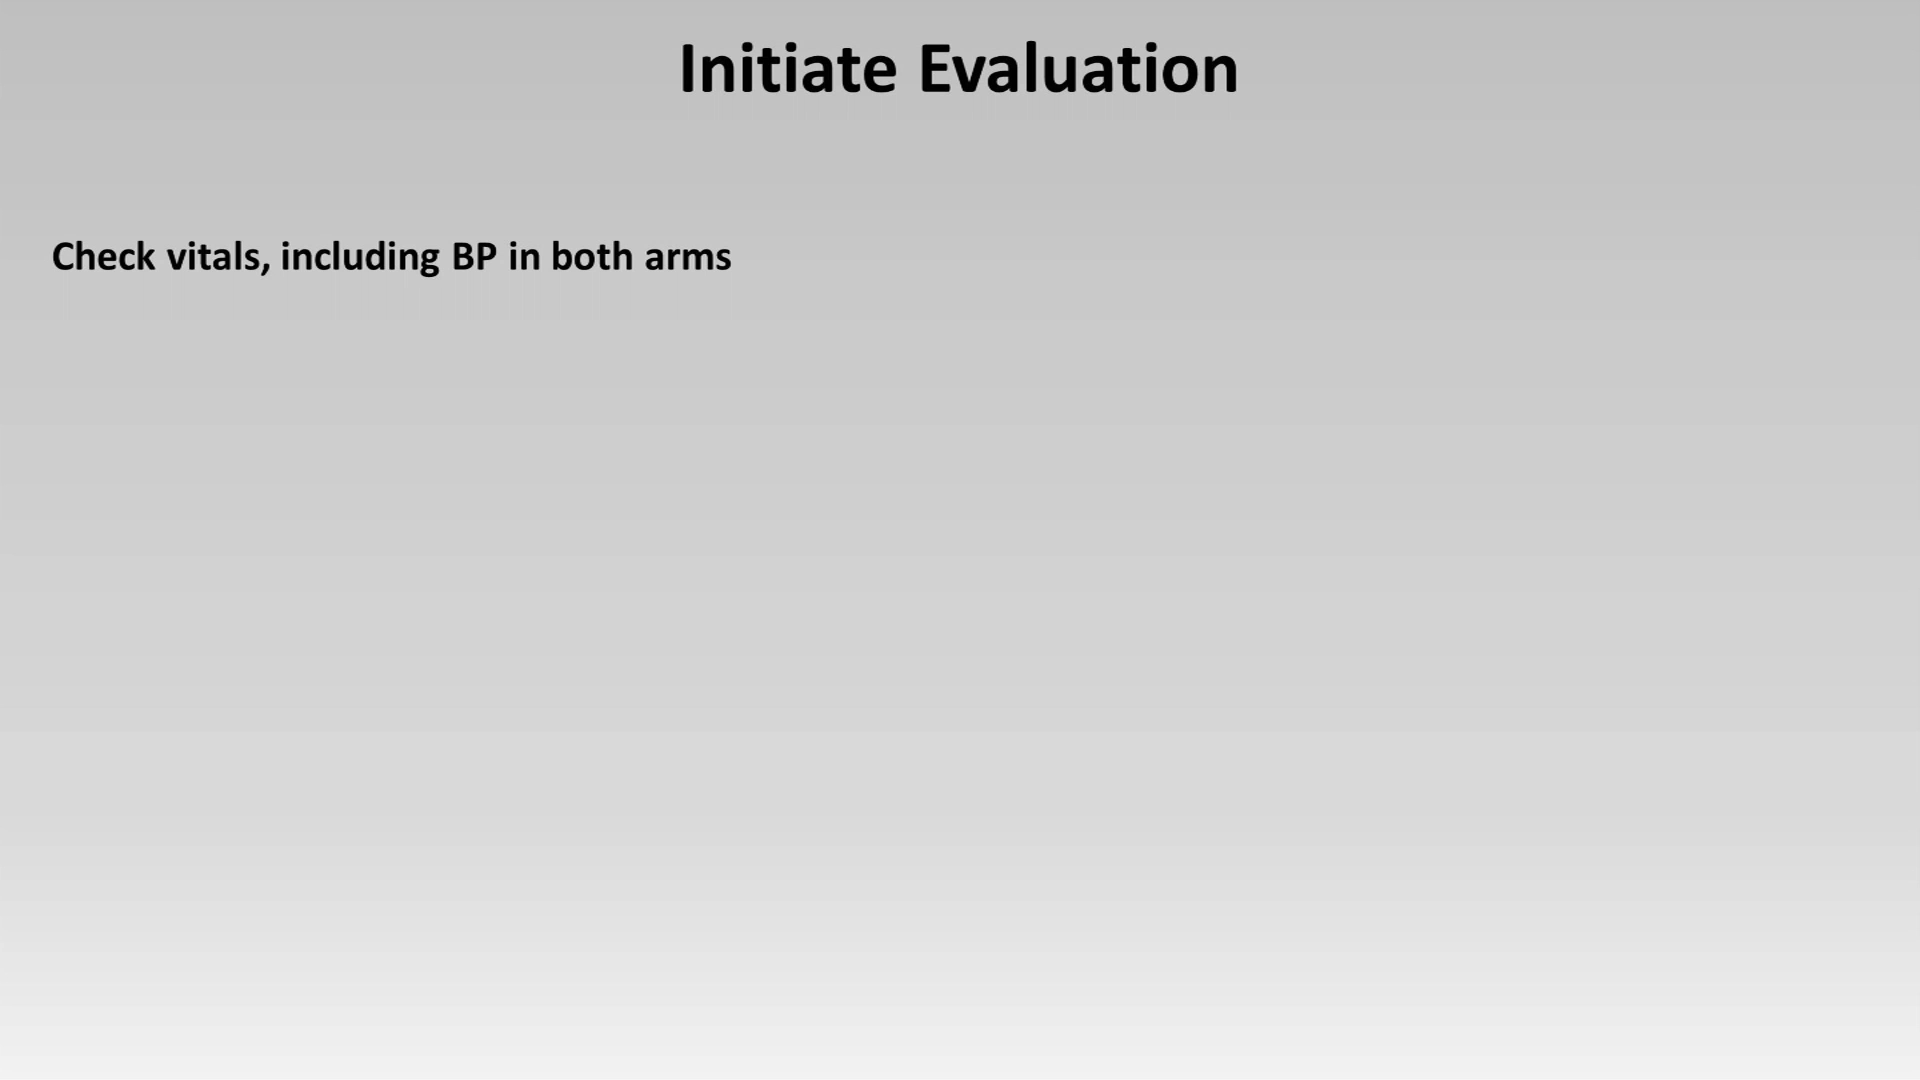 Initiate Evaluation
Check vitals, including BP in both arms